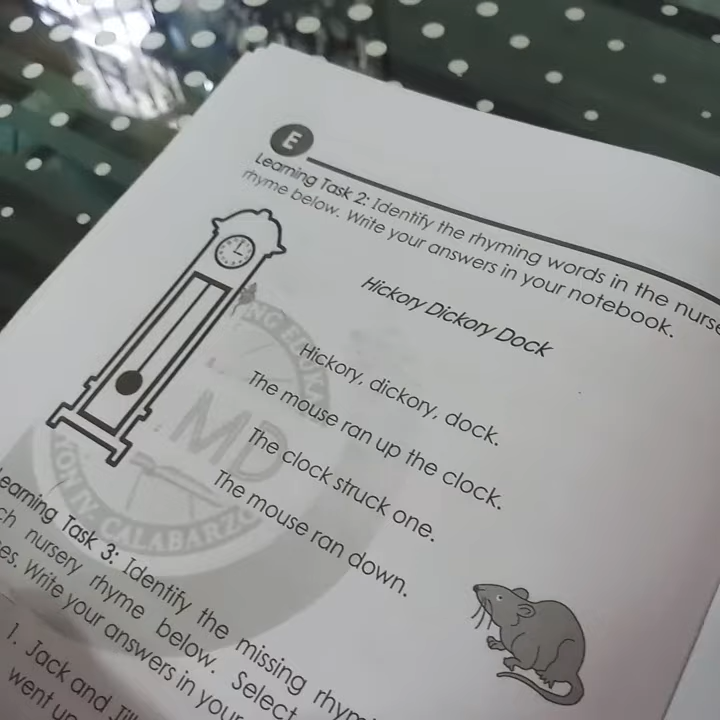 E
Learning Task 2: Identify the rhyming words in the
rhyme below. Write your answers in your notebook.
Hickory Dickory Dock
Hickory, dickory, dock.
The mouse ran up the clock.
The clock struck one.
The mouse ran down.
MD
IV. CALABARZO
Learning Task 3: Identify the missing
nursery rhyme below. Select
Write your answers in your
1. Jack and Jill
went up